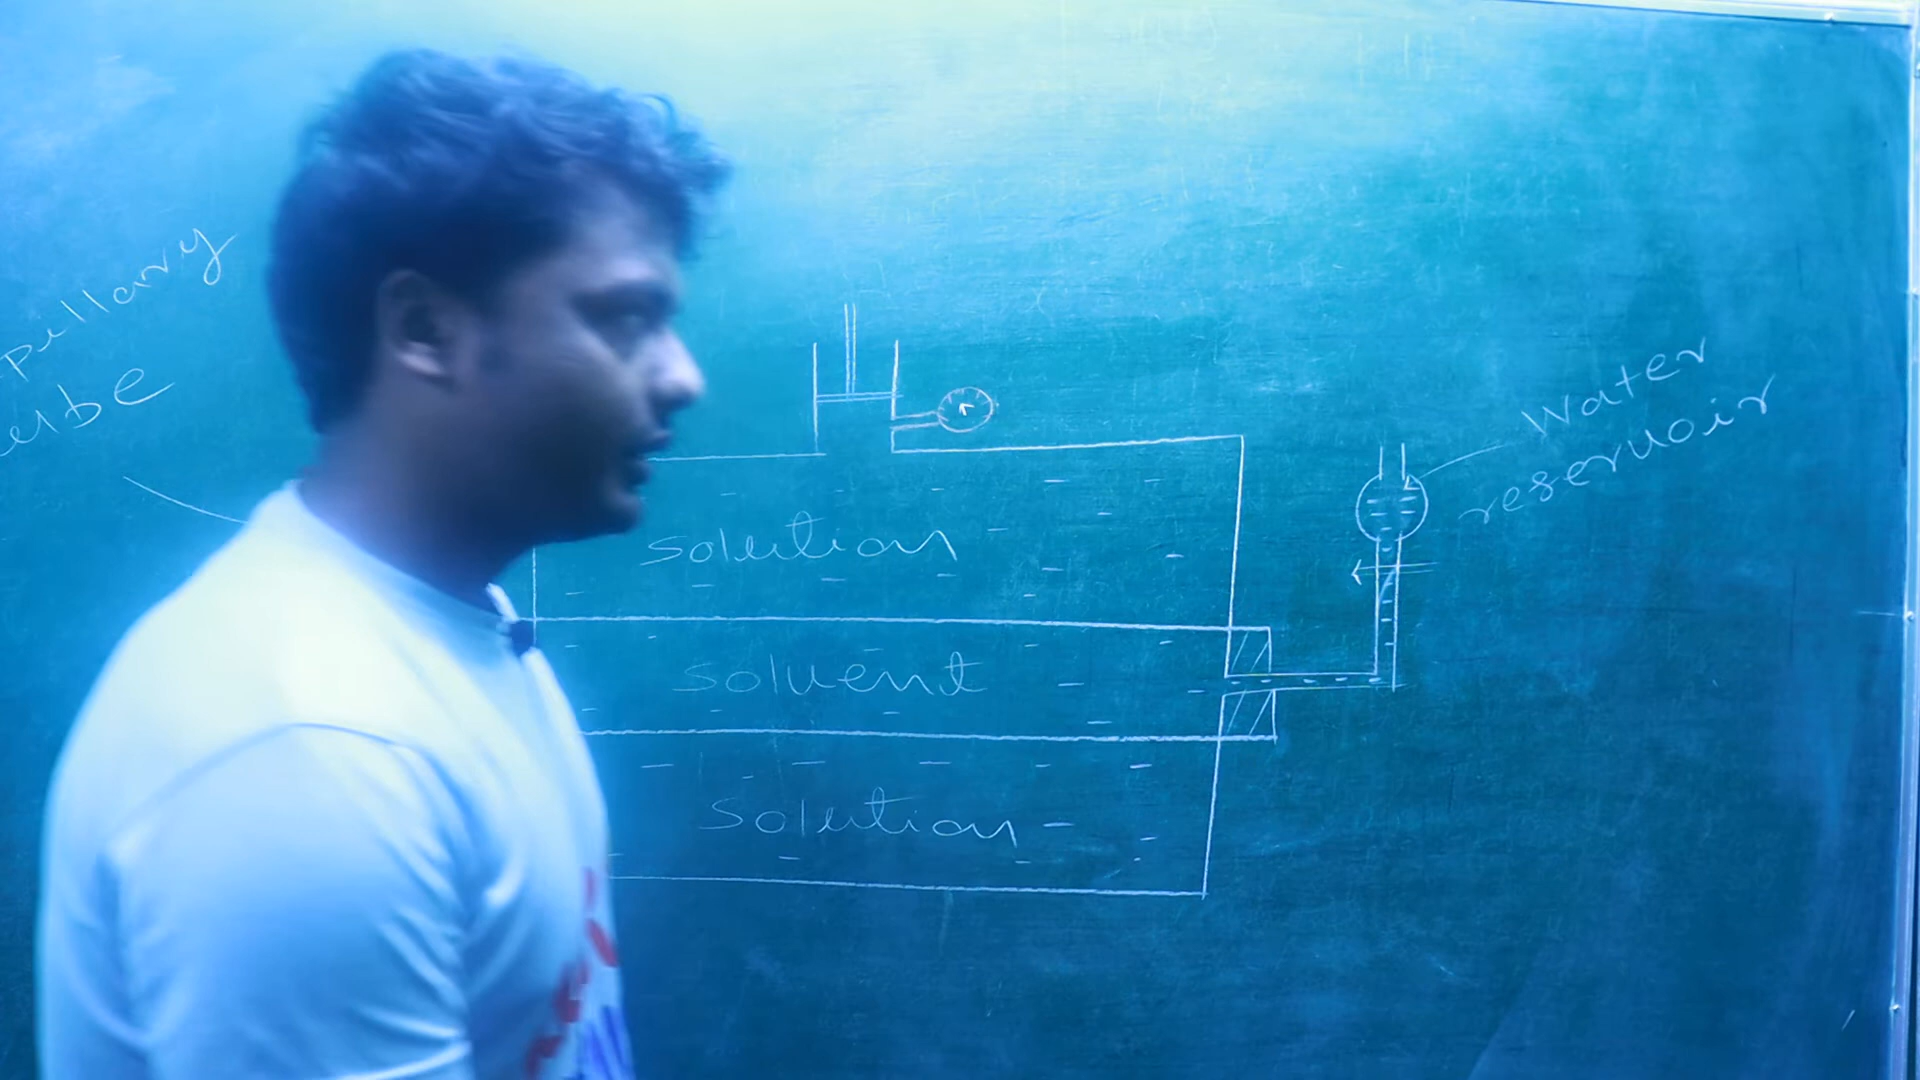 pillary
ube
Water
reservoir
solution
solvent
Solution